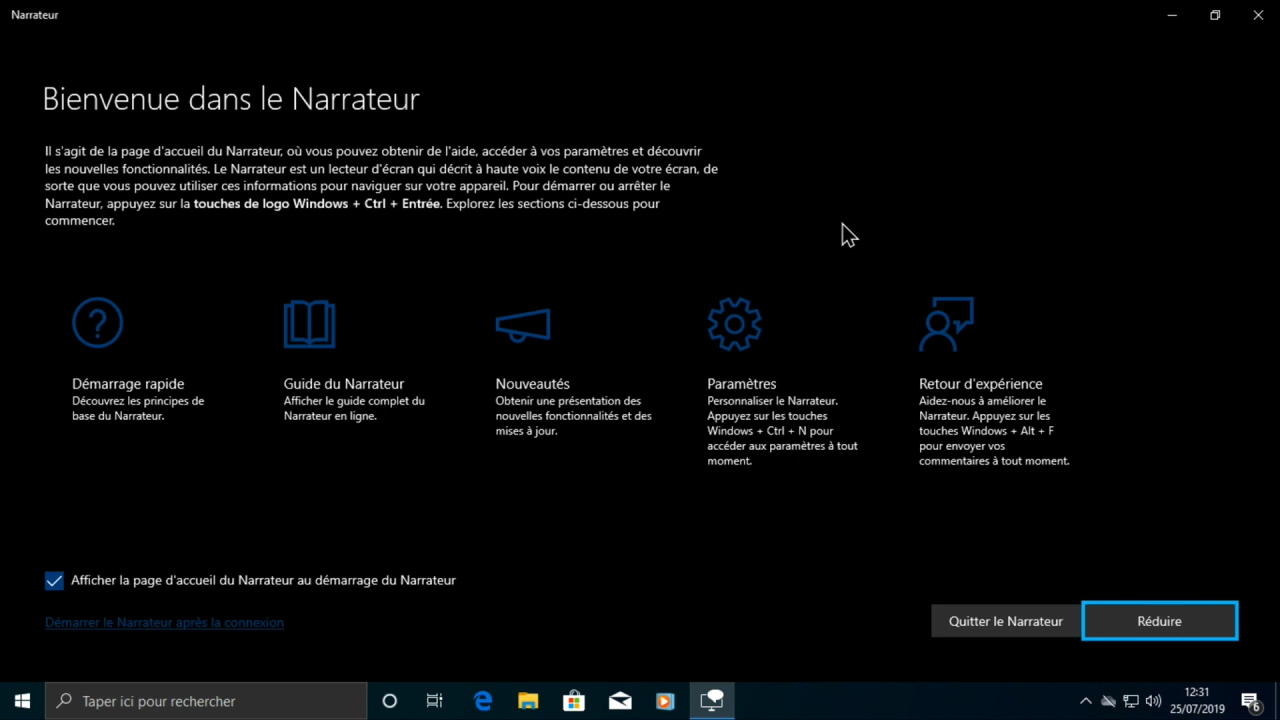 Narrateur
Bienvenue dans le Narrateur
Il s'agit de la page d'accueil du Narrateur, où vous pouvez obtenir de l'aide, accéder à vos paramètres et découvrir
les nouvelles fonctionnalités. Le Narrateur est un lecteur d'écran qui décrit à haute voix le contenu de votre écran, de
sorte que vous pouvez utiliser ces informations pour naviguer sur votre appareil. Pour démarrer ou arrêter le
Narrateur, appuyez sur la touches de logo Windows + Ctrl + Entrée. Explorez les sections ci-dessous pour
commencer.
Démarrage rapide
Découvrez les principes de
base du Narrateur.
Guide du Narrateur
Afficher le guide complet du
Narrateur en ligne.
Nouveautés
Obtenir une présentation des
nouvelles fonctionnalités et des
mises à jour.
Paramètres
Personnaliser le Narrateur.
Appuyez sur les touches
Windows + Ctrl + N pour
accéder aux paramètres à tout
moment.
Retour d'expérience
Aidez-nous à améliorer le
Narrateur. Appuyez sur les
touches Windows + Alt + F
pour envoyer vos
commentaires à tout moment.
Afficher la page d'accueil du Narrateur au démarrage du Narrateur
Démarrer le Narrateur après la connexion
Quitter le Narrateur
Réduire
Taper ici pour rechercher
12:31
25/07/2019
6